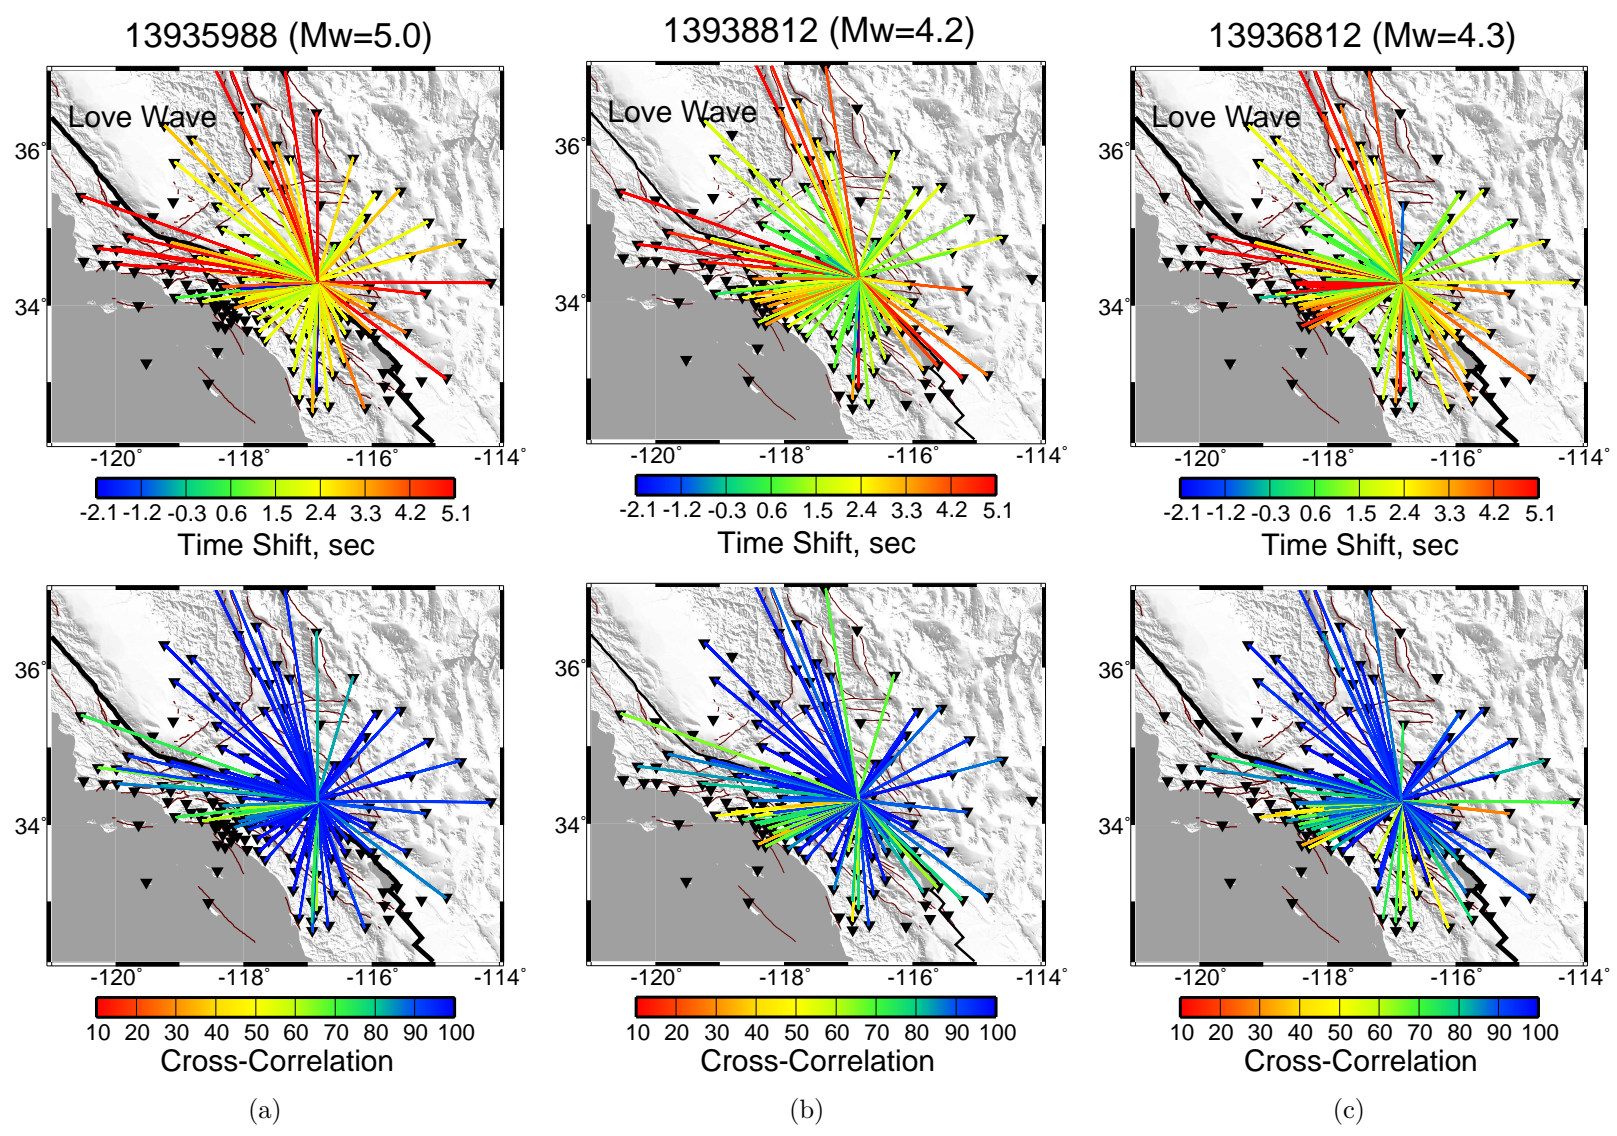 13935988 (Mw=5.0)
Love Wave
36°
34°
-120° -118° -116° -114°
-2.1 -1.2 -0.3 0.6 1.5 2.4 3.3 4.2 5.1
Time Shift, sec
13938812 (Mw=4.2)
Love Wave
36°
34°
-120° -118° -116° -114°
-2.1 -1.2 -0.3 0.6 1.5 2.4 3.3 4.2 5.1
Time Shift, sec
13936812 (Mw=4.3)
Love Wave
36°
34°
-120° -118° -116° -114°
-2.1 -1.2 -0.3 0.6 1.5 2.4 3.3 4.2 5.1
Time Shift, sec
36°
34°
-120° -118° -116° -114°
10 20 30 40 50 60 70 80 90 100
Cross-Correlation
(a)
36°
34°
-120° -118° -116° -114°
10 20 30 40 50 60 70 80 90 100
Cross-Correlation
(b)
36°
34°
-120° -118° -116° -114°
10 20 30 40 50 60 70 80 90 100
Cross-Correlation
(c)